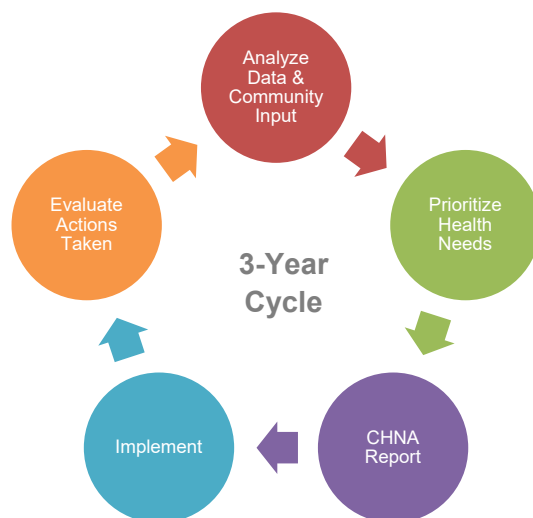 Analyze
Data &
Community
Input
Prioritize
Health
Needs
CHNA
Report
Implement
Evaluate
Actions
Taken
3-Year
Cycle